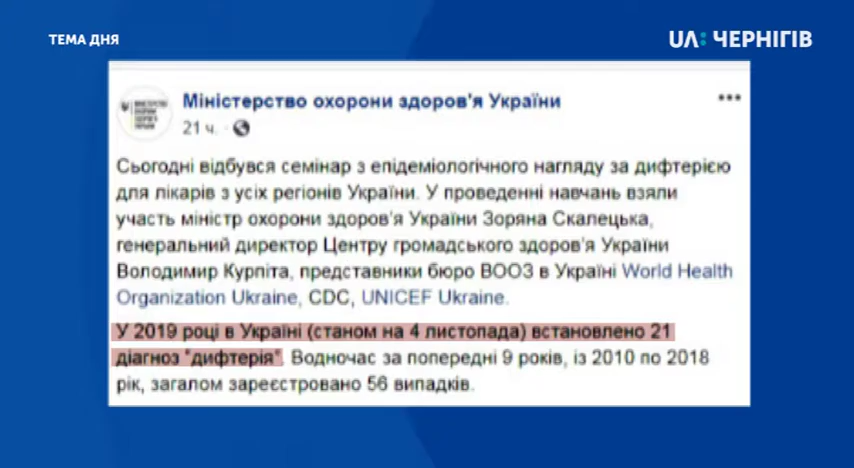 ТЕМА ДНЯ
UA: ЧЕРНІГІВ
Міністерство охорони здоров'я України
21 ч.
Сьогодні відбувся семінар з епідеміологічного нагляду за дифтерією
для лікарів з усіх регіонів України. У проведенні навчань взяли
участь міністр охорони здоров'я України Зоряна Скалецька,
генеральний директор Центру громадського здоров'я України
Володимир Курпіта, представники бюро ВООЗ в Україні World Health
Organization Ukraine, CDC, UNICEF Ukraine.
У 2019 році в Україні (станом на 4 листопада) встановлено 21
діагноз "дифтерія". Водночас за попередні 9 років, із 2010 по 2018
рік, загалом зареєстровано 56 випадків.